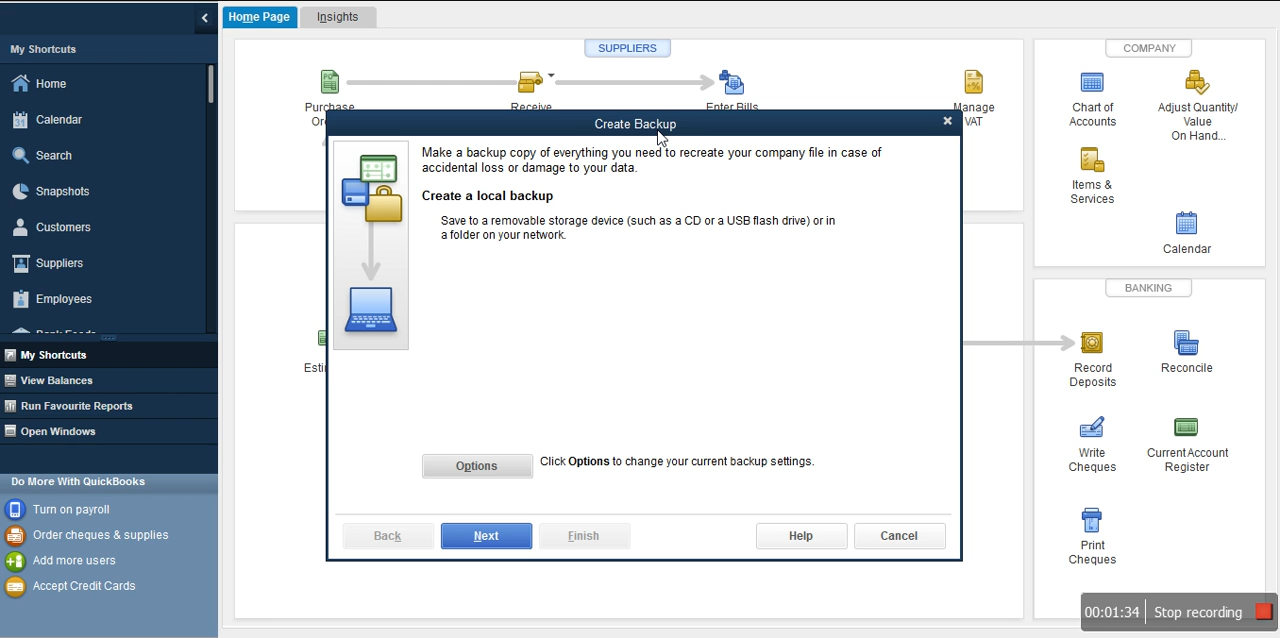 Home Page
Insights
My Shortcuts
Home
Calendar
Search
Snapshots
Customers
Suppliers
Employees
My Shortcuts
View Balances
Run Favourite Reports
Open Windows
Do More With QuickBooks
Turn on payroll
Order cheques & supplies
Add more users
Accept Credit Cards
SUPPLIERS
Purchase
Receive
Enter Bills
Manage
VAT
Create Backup
Make a backup copy of everything you need to recreate your company file in case of
accidental loss or damage to your data.
Create a local backup
Save to a removable storage device (such as a CD or a USB flash drive) or in
a folder on your network.
Options
Click Options to change your current backup settings.
Back
Next
Finish
Help
Cancel
COMPANY
Chart of
Accounts
Adjust Quantity/
Value
On Hand...
Items &
Services
Calendar
BANKING
Record
Deposits
Reconcile
Write
Cheques
Current Account
Register
Print
Cheques
00:01:34
Stop recording